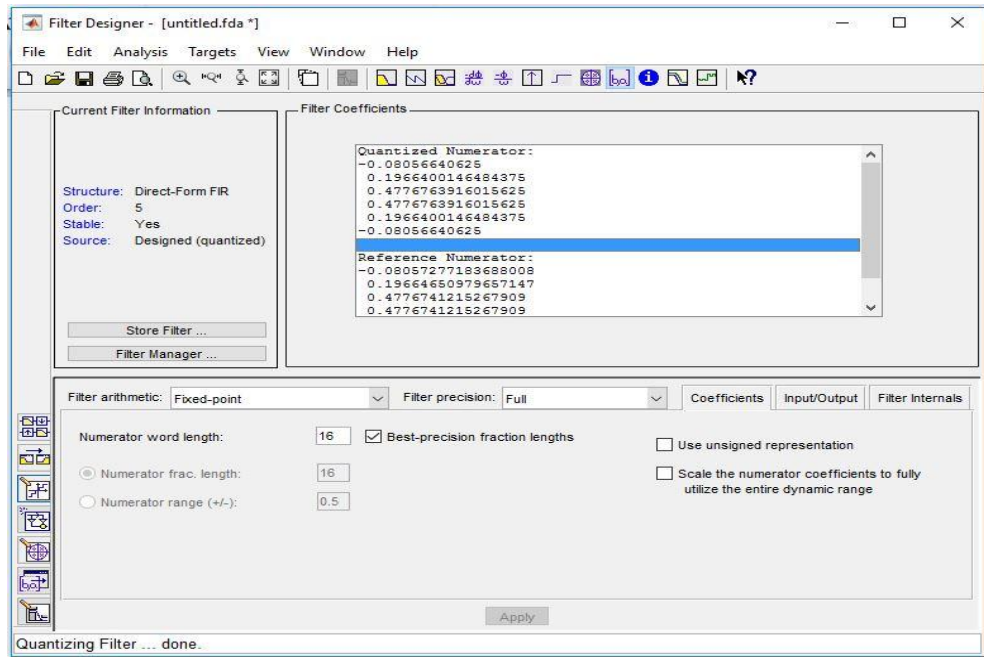 Filter Designer - [untitled.fda *]
File Edit Analysis Targets View Window Help
Current Filter Information
Structure: Direct-Form FIR
Order: 5
Stable: Yes
Source: Designed (quantized)
Store Filter ...
Filter Manager ...
Filter Coefficients
Quantized Numerator:
-0.08056640625
0.1966400146484375
0.4776763916015625
0.4776763916015625
0.1966400146484375
-0.08056640625
Reference Numerator:
-0.08057277183688008
0.19664650979657147
0.4776741215267909
0.4776741215267909
Filter arithmetic: Fixed-point
Filter precision: Full
Coefficients Input/Output Filter Internals
Numerator word length: 16
Best-precision fraction lengths
Numerator frac. length: 16
Numerator range (+/-): 0.5
Use unsigned representation
Scale the numerator coefficients to fully
utilize the entire dynamic range
Apply
Quantizing Filter ... done.